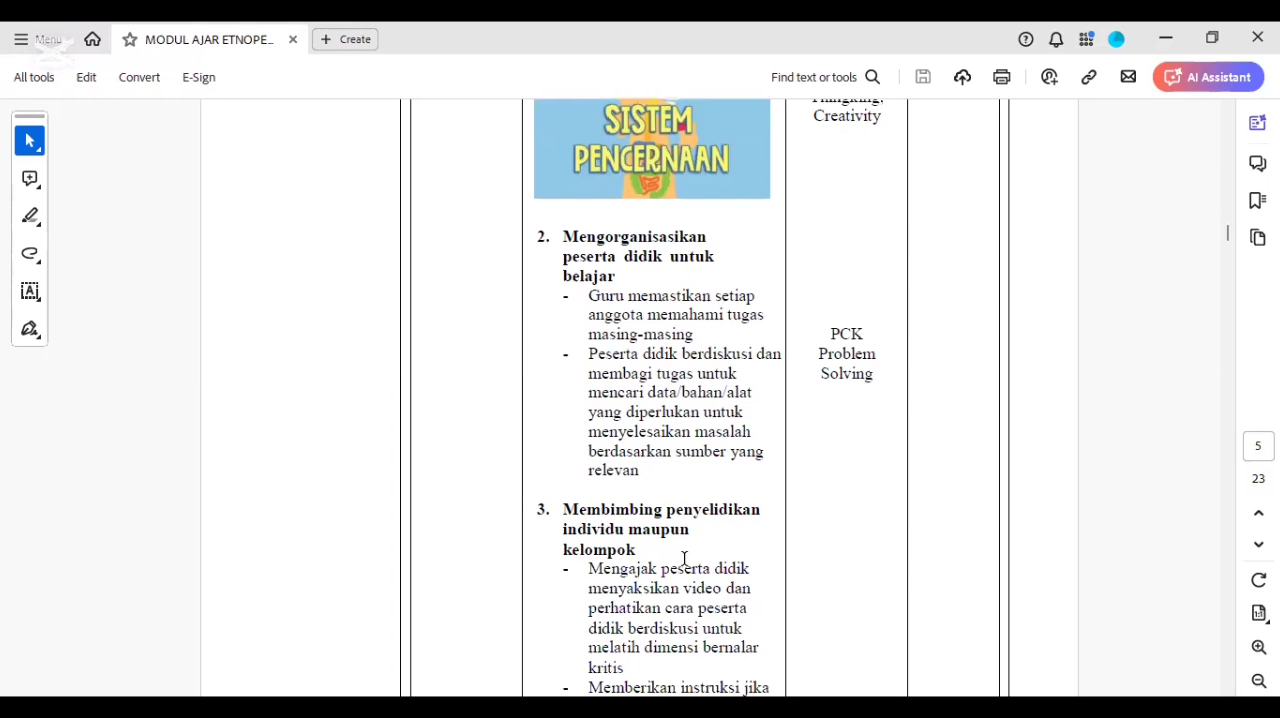 Menu
MODUL AJAR ETNOPE...
Create
All tools
Edit
Convert
E-Sign
Find text or tools
AI Assistant
Creativity
SISTEM
PENCERNAAN
2. Mengorganisasikan
peserta didik untuk
belajar
- Guru memastikan setiap
anggota memahami tugas
masing-masing
- Peserta didik berdiskusi dan
membagi tugas untuk
mencari data/bahan/alat
yang diperlukan untuk
menyelesaikan masalah
berdasarkan sumber yang
relevan
PCK
Problem
Solving
3. Membimbing penyelidikan
individu maupun
kelompok
- Mengajak peserta didik
menyaksikan video dan
perhatikan cara peserta
didik berdiskusi untuk
melatih dimensi bernalar
kritis
- Memberikan instruksi jika
5
23